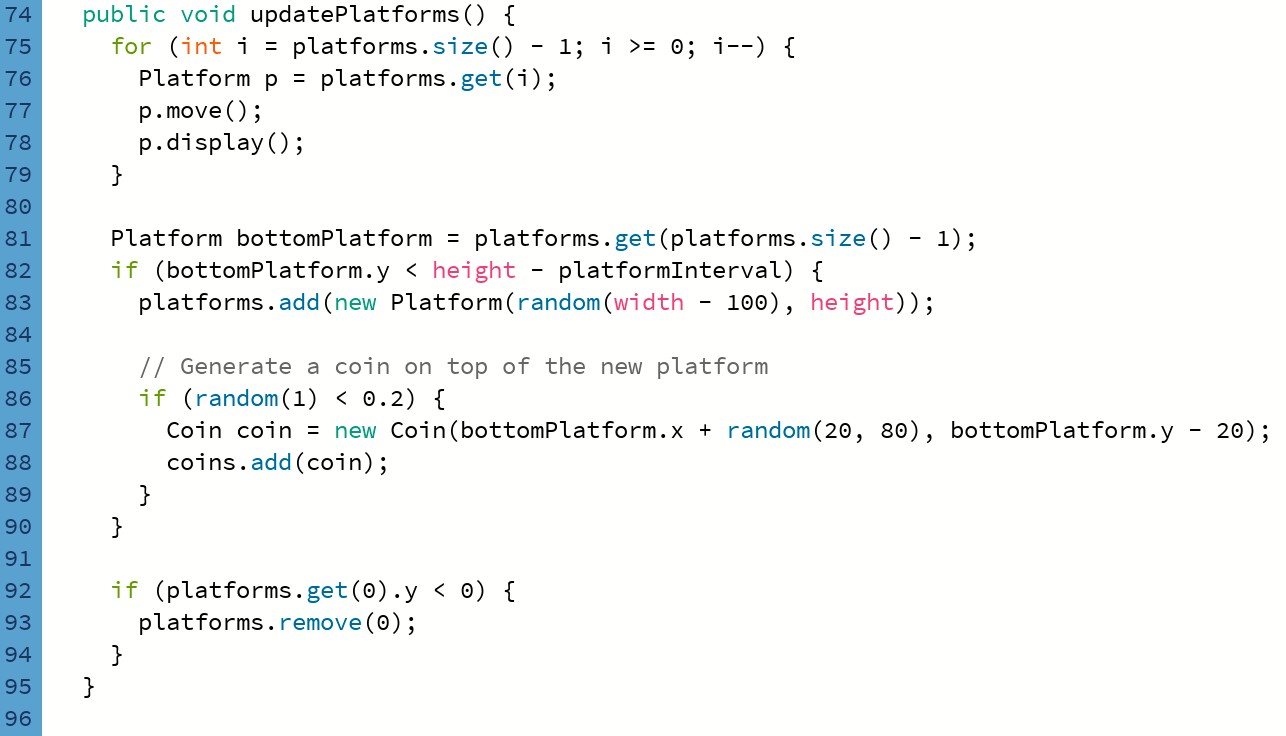 74 public void updatePlatforms() {
75 for (int i = platforms.size() - 1; i >= 0; i--) {
76 Platform p = platforms.get(i);
77 p.move();
78 p.display();
79 }
80
81 Platform bottomPlatform = platforms.get(platforms.size() - 1);
82 if (bottomPlatform.y < height - platformInterval) {
83 platforms.add(new Platform(random(width - 100), height));
84
85 // Generate a coin on top of the new platform
86 if (random(1) < 0.2) {
87 Coin coin = new Coin(bottomPlatform.x + random(20, 80), bottomPlatform.y - 20);
88 coins.add(coin);
89 }
90 }
91
92 if (platforms.get(0).y < 0) {
93 platforms.remove(0);
94 }
95 }
96